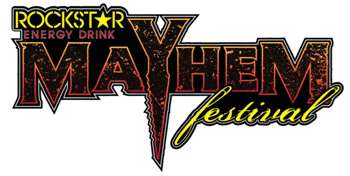 ROCKSTAR
ENERGY DRINK
MAYHEM
festival